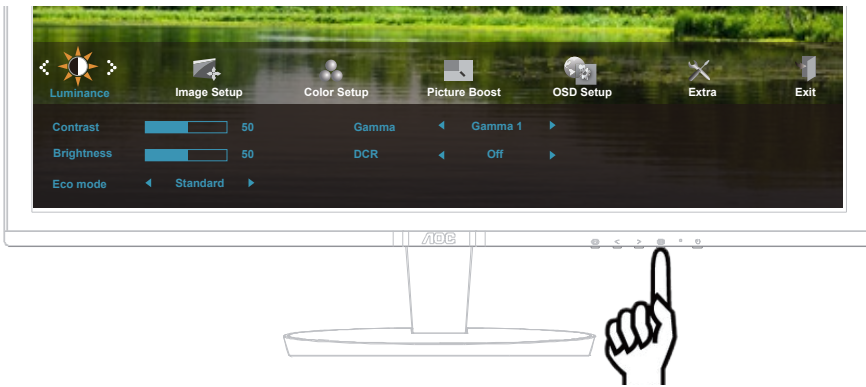 Luminance Image Setup Color Setup Picture Boost OSD Setup Extra Exit
Contrast 50 Gamma Gamma 1
Brightness 50 DCR Off
Eco mode Standard
AOC